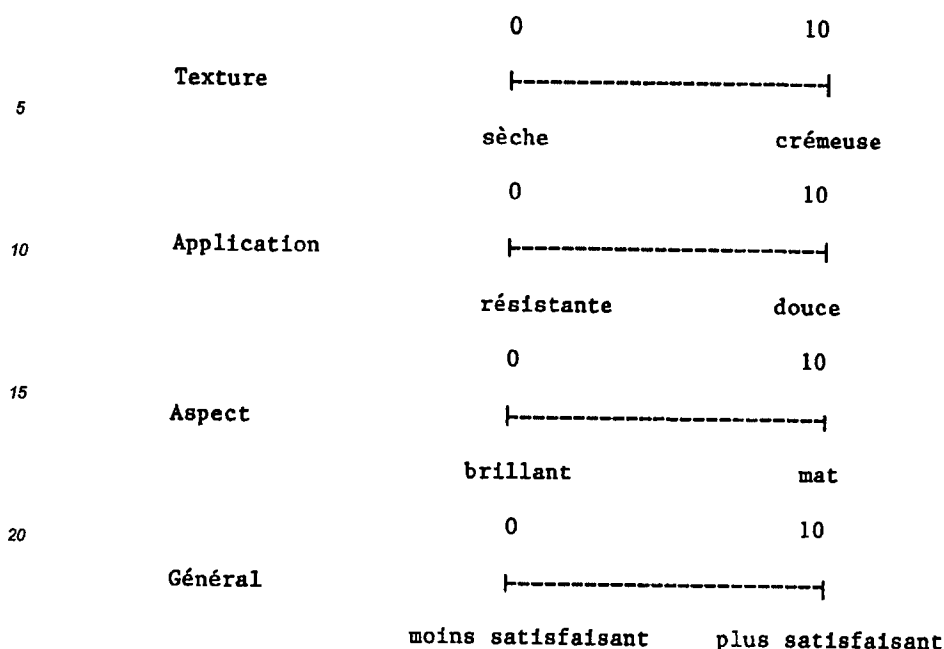 0 10
Texture
5
sèche crémeuse
0 10
10 Application
résistante douce
0 10
15
Aspect
brillant mat
20 0 10
Général
moins satisfaisant plus satisfaisant